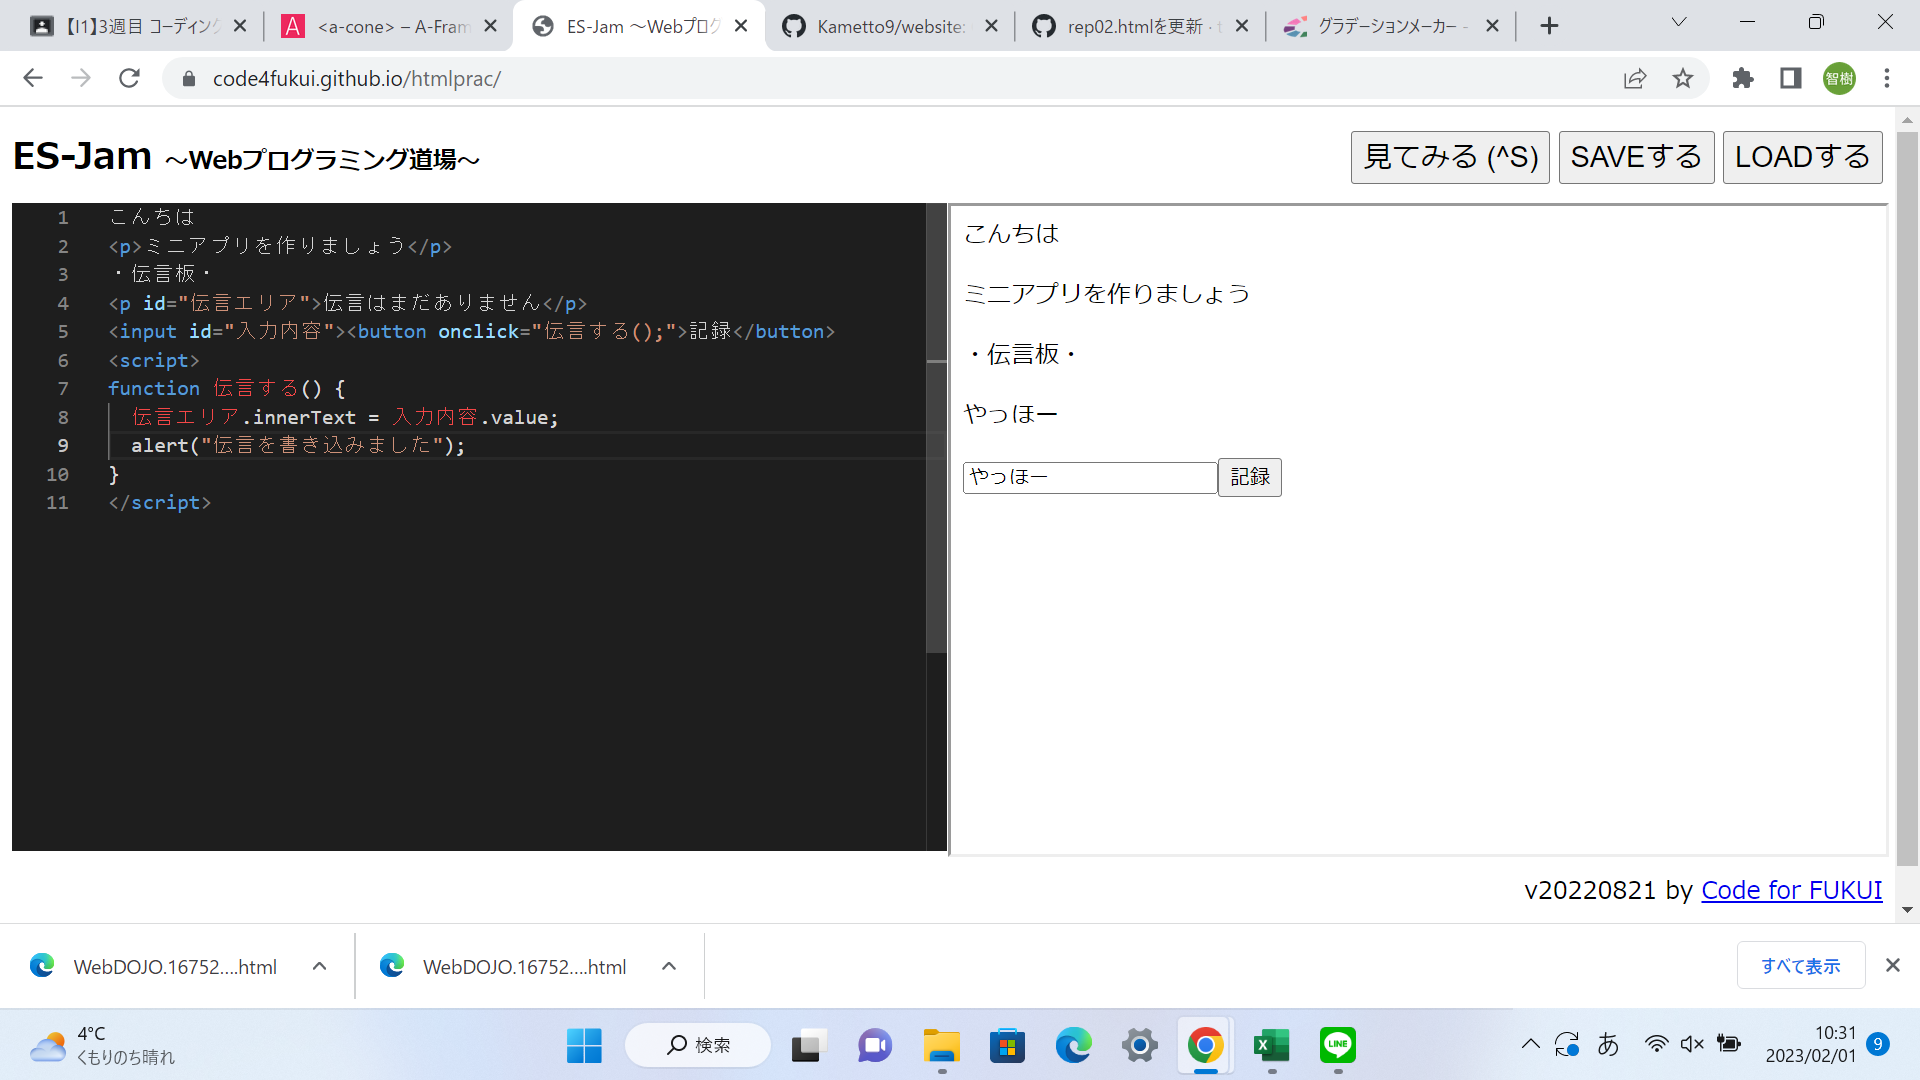 【I1】3週目 コーディング
<a-cone> – A-Fram
ES-Jam ～Webプログ
Kametto9/website:
rep02.htmlを更新 · t
グラデーションメーカー -
code4fukui.github.io/htmlprac/
智樹
ES-Jam ～Webプログラミング道場～
見てみる (^S)
SAVEする
LOADする
1 こんちは
2 <p>ミニアプリを作りましょう</p>
3 ・伝言板・
4 <p id="伝言エリア">伝言はまだありません</p>
5 <input id="入力内容"><button onclick="伝言する();">記録</button>
6 <script>
7 function 伝言する() {
8 伝言エリア.innerText = 入力内容.value;
9 alert("伝言を書き込みました");
10 }
11 </script>
こんちは
ミニアプリを作りましょう
・伝言板・
やっほー
やっほー 記録
v20220821 by Code for FUKUI
WebDOJO.16752....html
WebDOJO.16752....html
すべて表示
4°C
くもりのち晴れ
検索
LINE
あ
10:31
2023/02/01
9